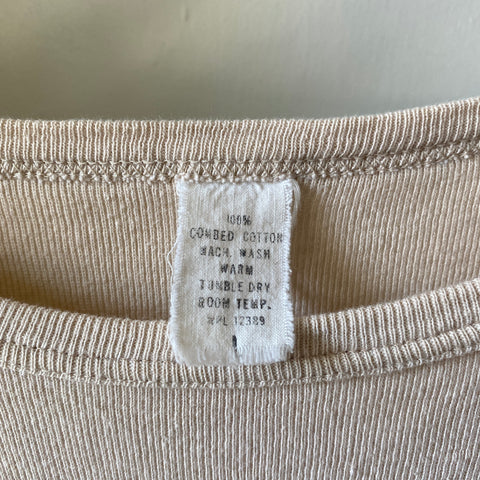 100%
COMBED COTTON
MACH. WASH
WARM
TUMBLE DRY
ROOM TEMP.
WPL 12389